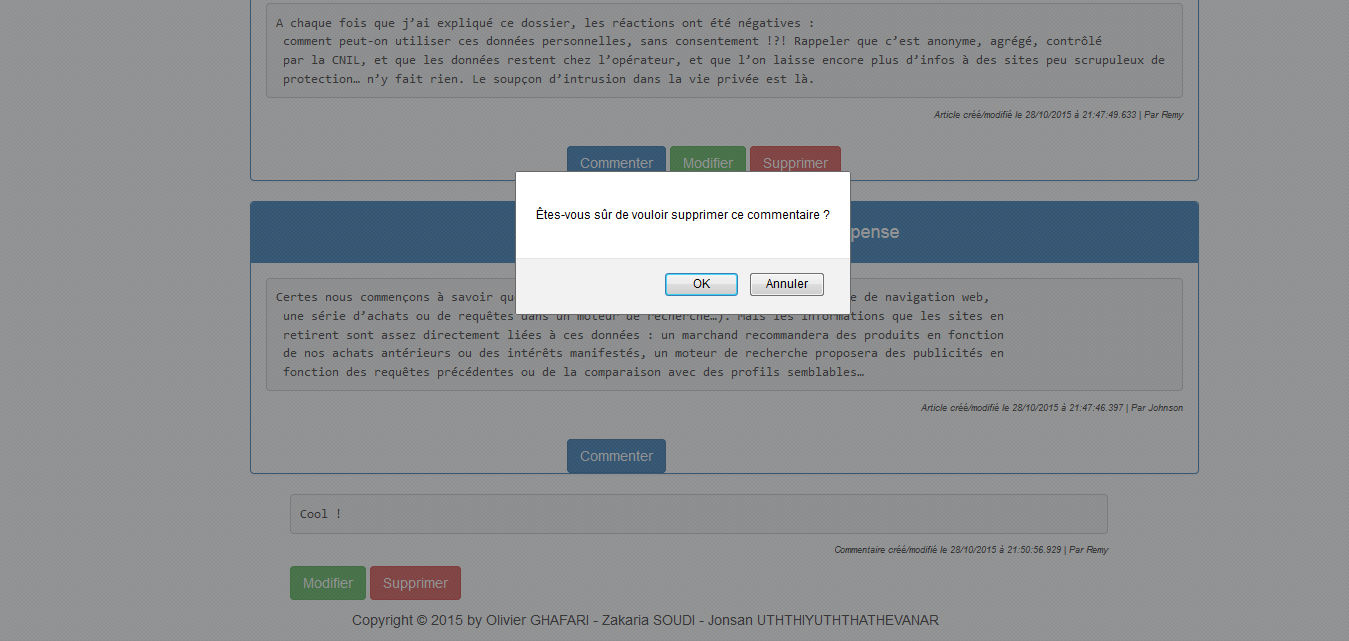 A chaque fois que j’ai expliqué ce dossier, les réactions ont été négatives :
comment peut-on utiliser ces données personnelles, sans consentement !?! Rappeler que c’est anonyme, agrégé, contrôlé
par la CNIL, et que les données restent chez l’opérateur, et que l’on laisse encore plus d’infos à des sites peu scrupuleux de
protection… n’y fait rien. Le soupçon d’intrusion dans la vie privée est là.
Article créé/modifié le 28/10/2015 à 21:47:49.633 | Par Remy
Commenter Modifier Supprimer
Êtes-vous sûr de vouloir supprimer ce commentaire ?
OK Annuler
pense
Certes nous commençons à savoir de navigation web,
une série d’achats ou de requêtes dans un moteur de recherche…). Mais les informations que les sites en
retirent sont assez directement liées à ces données : un marchand recommandera des produits en fonction
de nos achats antérieurs ou des intérêts manifestés, un moteur de recherche proposera des publicités en
fonction des requêtes précédentes ou de la comparaison avec des profils semblables…
Article créé/modifié le 28/10/2015 à 21:47:46.397 | Par Johnson
Commenter
Cool !
Commentaire créé/modifié le 28/10/2015 à 21:50:56.929 | Par Remy
Modifier Supprimer
Copyright © 2015 by Olivier GHAFARI - Zakaria SOUDI - Jonsan UTHTHIYUTHTHATHEVANAR